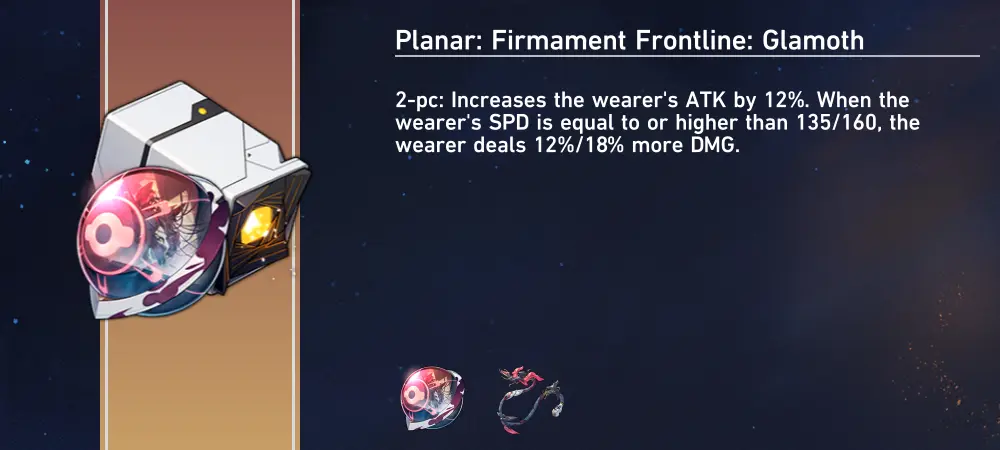 Planar: Firmament Frontline: Glamoth
2-pc: Increases the wearer's ATK by 12%. When the
wearer's SPD is equal to or higher than 135/160, the
wearer deals 12%/18% more DMG.